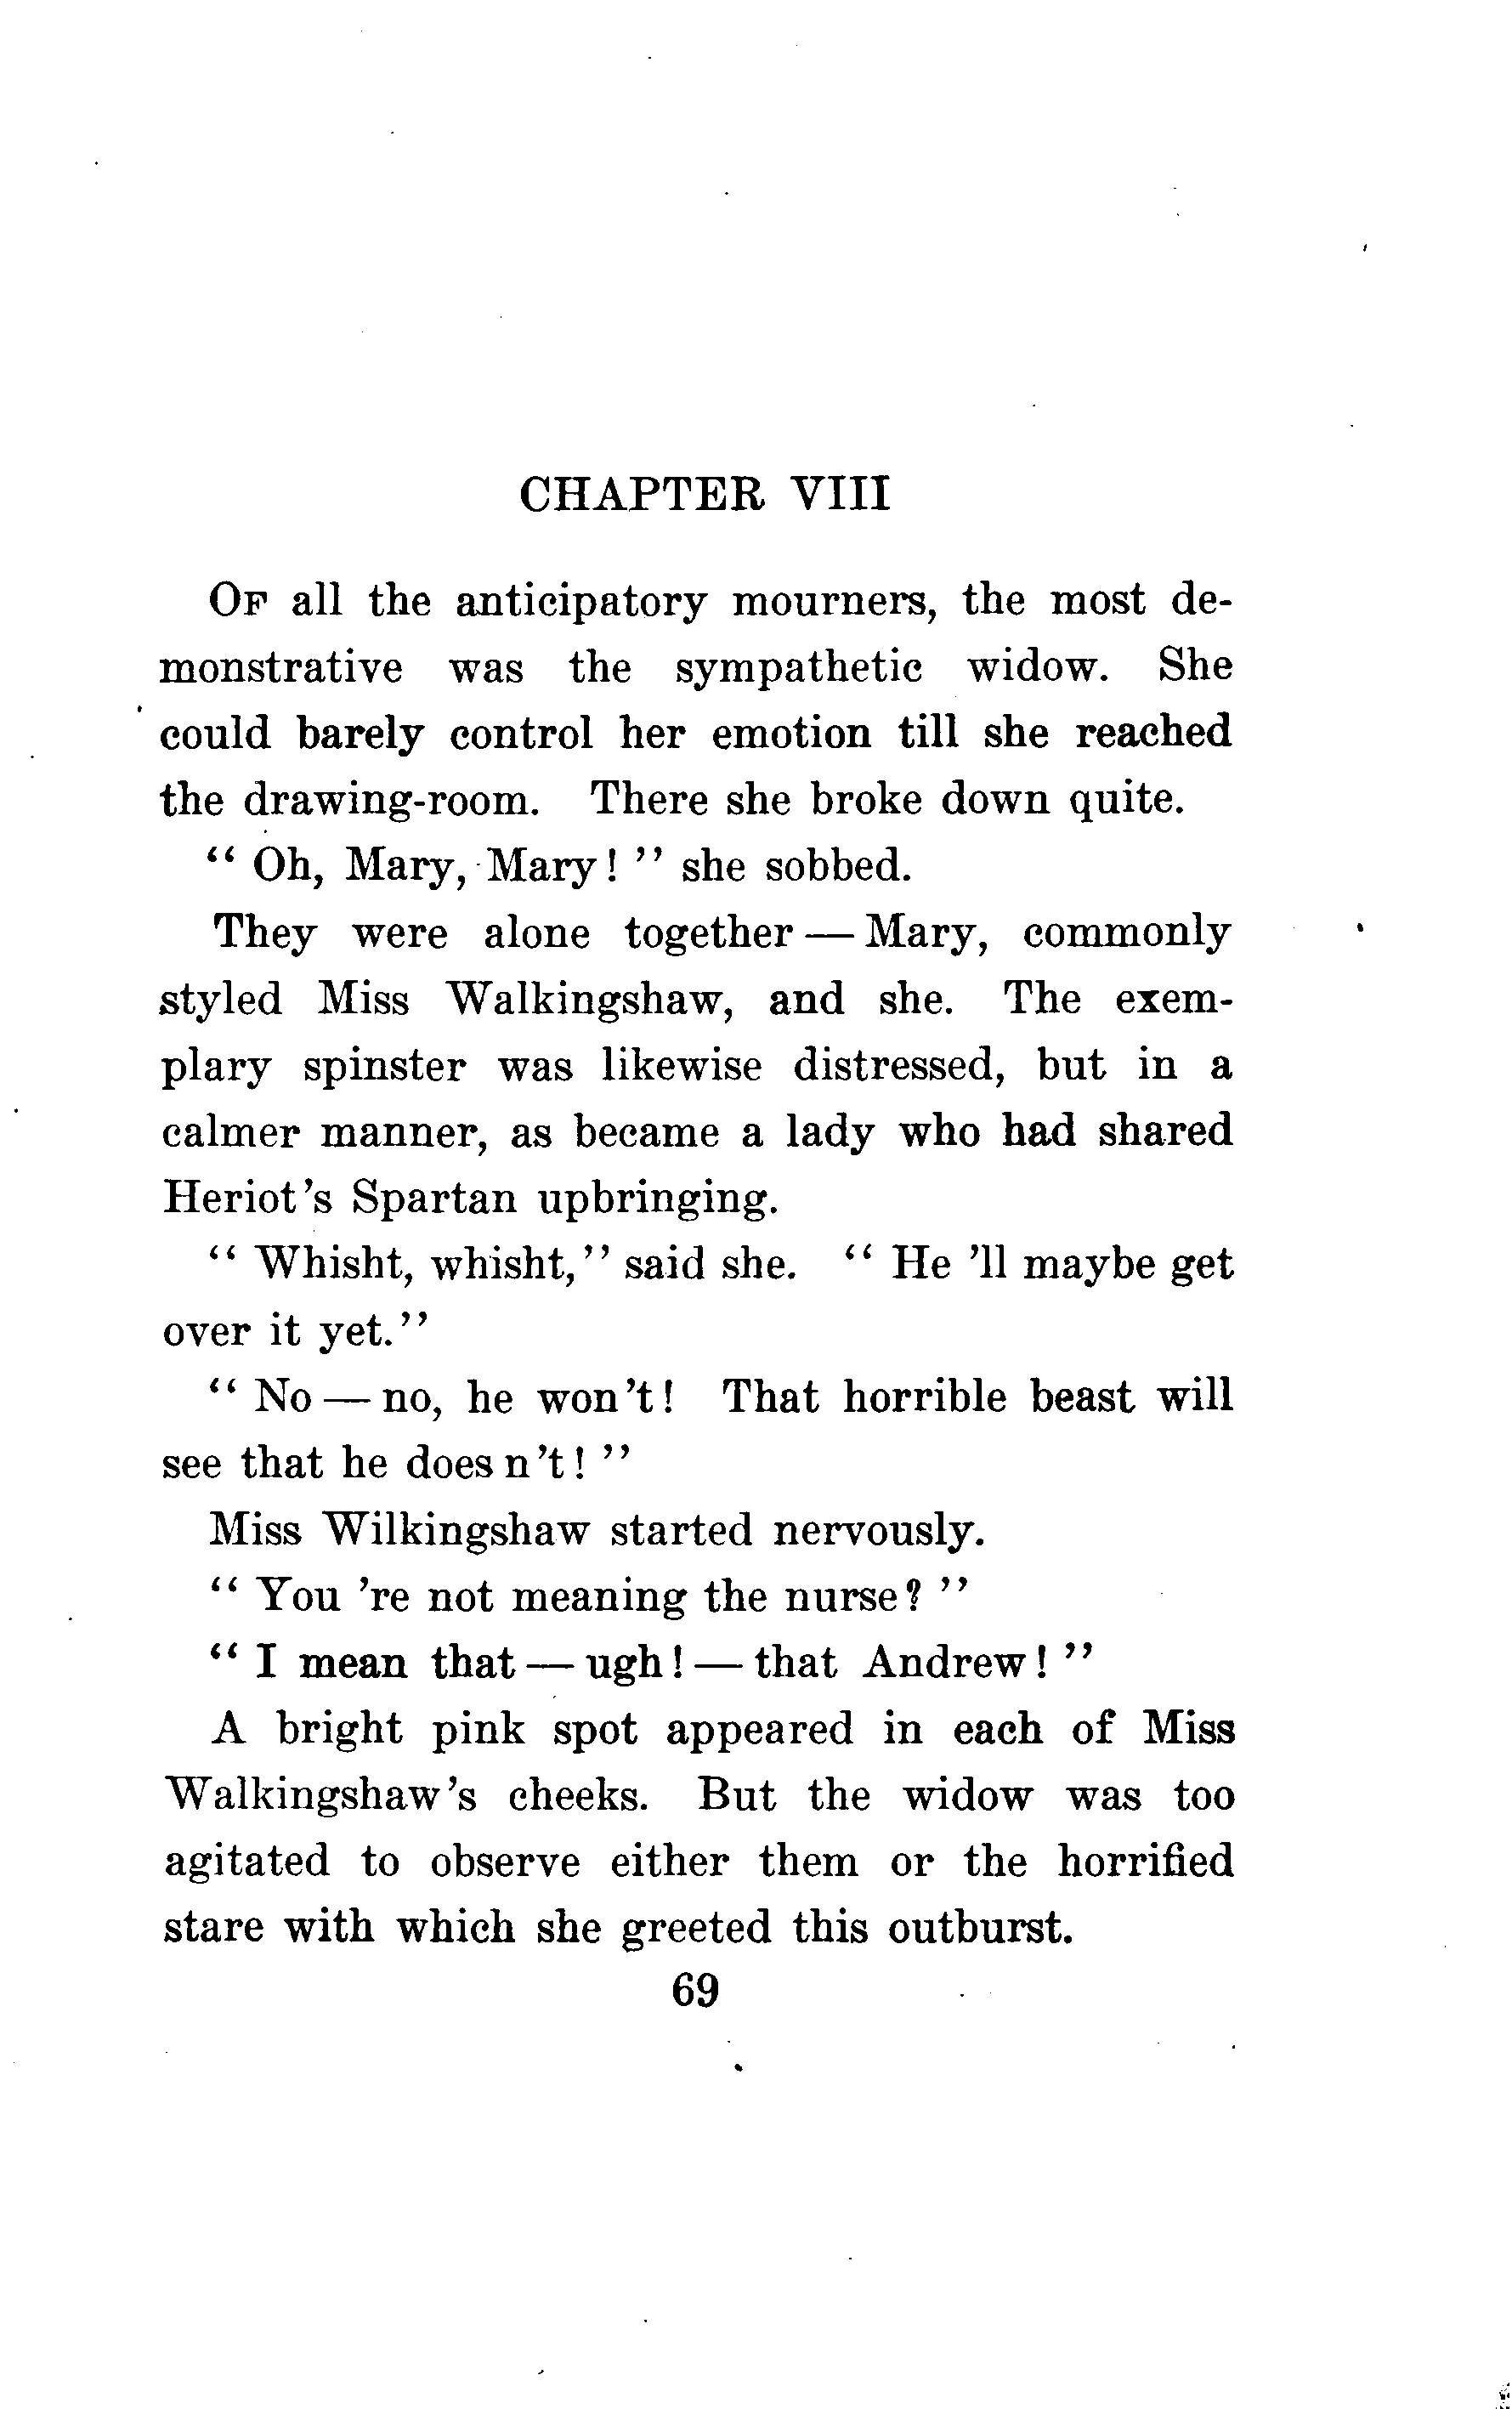 CHAPTER VIII
OF all the anticipatory mourners, the most de-
monstrative was the sympathetic widow. She
could barely control her emotion till she reached
the drawing-room. There she broke down quite.
“ Oh, Mary, Mary! ” she sobbed.
They were alone together — Mary, commonly
styled Miss Walkingshaw, and she. The exem-
plary spinster was likewise distressed, but in a
calmer manner, as became a lady who had shared
Heriot's Spartan upbringing.
“ Whisht, whisht,” said she. “ He 'll maybe get
over it yet.”
“ No — no, he won't! That horrible beast will
see that he does n't! ”
Miss Wilkingshaw started nervously.
“ You 're not meaning the nurse? ”
“ I mean that — ugh! — that Andrew! ”
A bright pink spot appeared in each of Miss
Walkingshaw's cheeks. But the widow was too
agitated to observe either them or the horrified
stare with which she greeted this outburst.
69